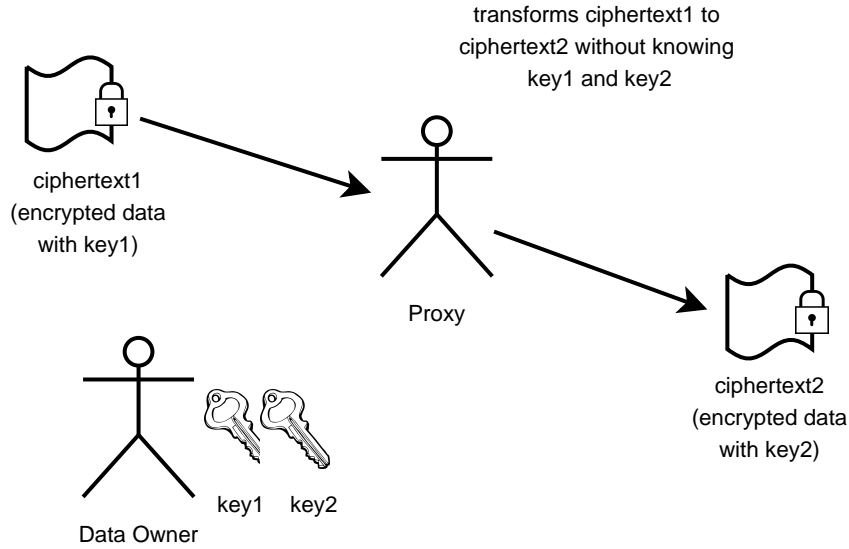 transforms ciphertext1 to
ciphertext2 without knowing
key1 and key2
ciphertext1
(encrypted data
with key1)
Proxy
ciphertext2
(encrypted data
with key2)
key1 key2
Data Owner